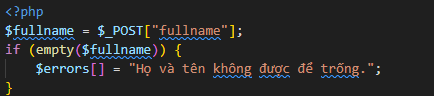 <?php
$fullname = $_POST["fullname"];
if (empty($fullname)) {
    $errors[] = "Họ và tên không được để trống.";
}